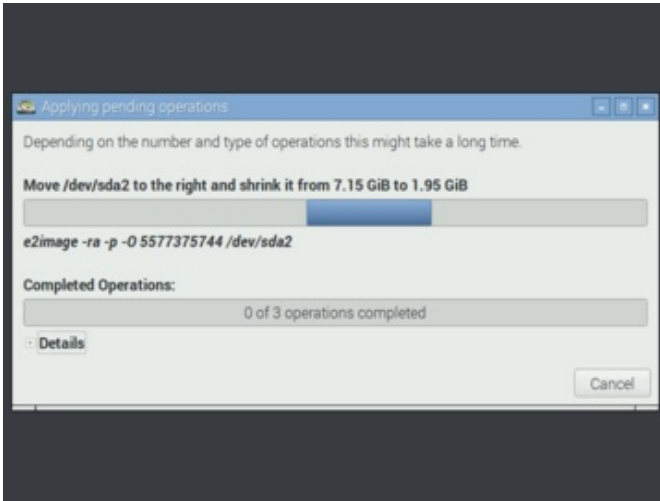 Applying pending operations
Depending on the number and type of operations this might take a long time.
Move /dev/sda2 to the right and shrink it from 7.15 GiB to 1.95 GiB
e2image -ra -p -O 5577375744 /dev/sda2
Completed Operations:
0 of 3 operations completed
Details
Cancel